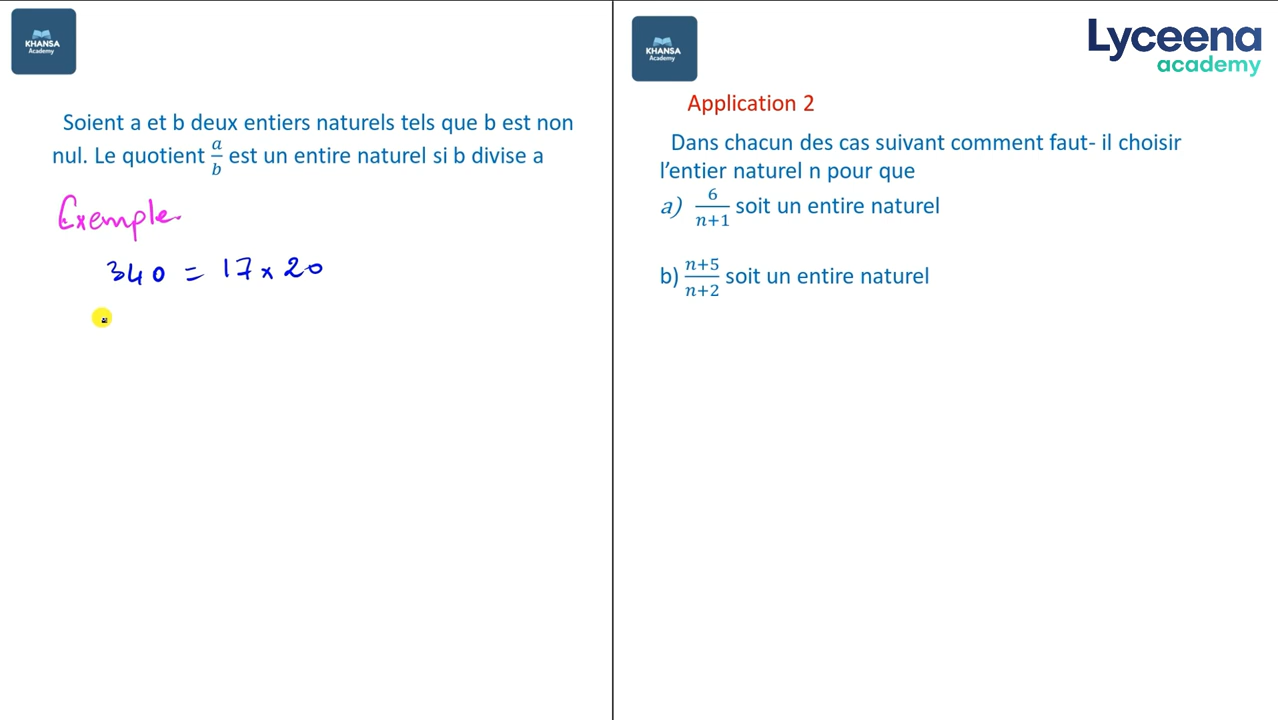 KHANSA
Academy
Soient a et b deux entiers naturels tels que b est non
nul. Le quotient a/b est un entire naturel si b divise a
Exemple.
340 = 17 x 20
KHANSA
Academy
Lyceena
academy
Application 2
Dans chacun des cas suivant comment faut- il choisir
l’entier naturel n pour que
a) 6/(n+1) soit un entire naturel
b) (n+5)/(n+2) soit un entire naturel